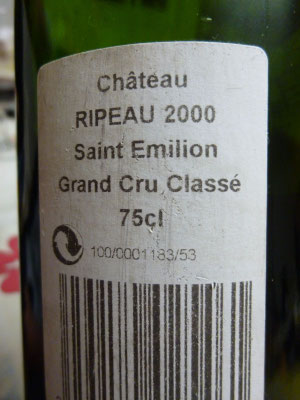 Château
RIPEAU 2000
Saint Emilion
Grand Cru Classé
75cl
100/0001183/53